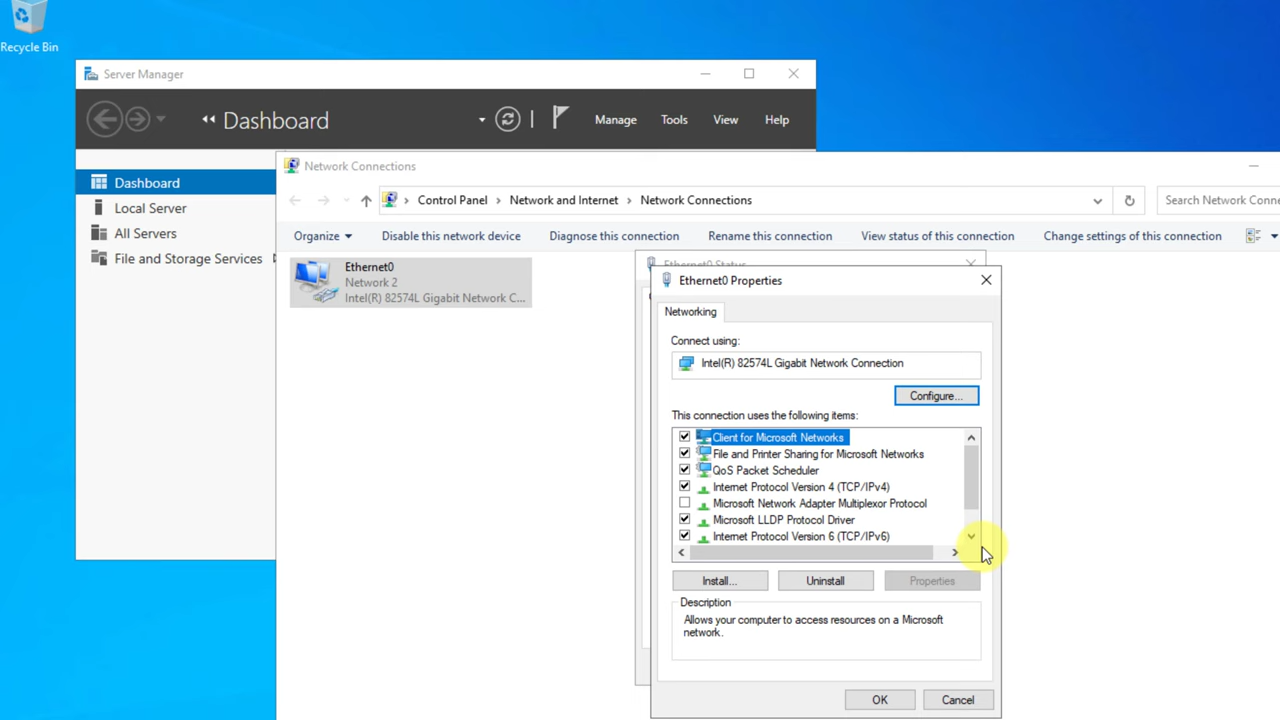 Recycle Bin
Server Manager
Dashboard
Manage
Tools
View
Help
Dashboard
Local Server
All Servers
File and Storage Services
Network Connections
Control Panel
Network and Internet
Network Connections
Search Network Conne
Organize
Disable this network device
Diagnose this connection
Rename this connection
View status of this connection
Change settings of this connection
Ethernet0
Network 2
Intel(R) 82574L Gigabit Network C...
Ethernet0 Status
Ethernet0 Properties
Networking
Connect using:
Intel(R) 82574L Gigabit Network Connection
Configure...
This connection uses the following items:
Client for Microsoft Networks
File and Printer Sharing for Microsoft Networks
QoS Packet Scheduler
Internet Protocol Version 4 (TCP/IPv4)
Microsoft Network Adapter Multiplexor Protocol
Microsoft LLDP Protocol Driver
Internet Protocol Version 6 (TCP/IPv6)
Install...
Uninstall
Properties
Description
Allows your computer to access resources on a Microsoft
network.
OK
Cancel